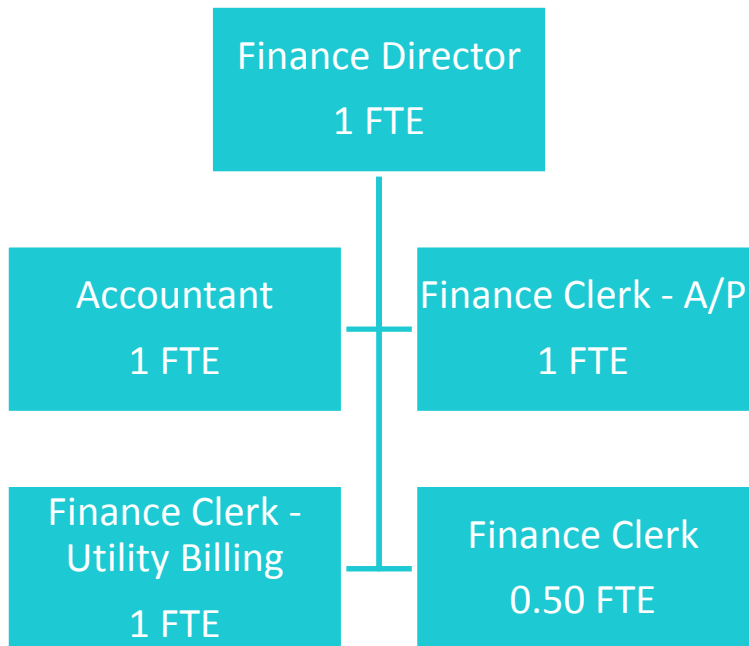 Finance Director
1 FTE
Accountant
1 FTE
Finance Clerk - A/P
1 FTE
Finance Clerk -
Utility Billing
1 FTE
Finance Clerk
0.50 FTE